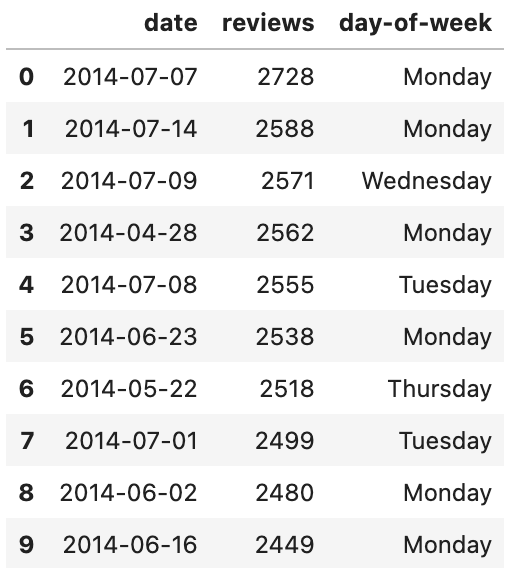 date reviews day-of-week
0 2014-07-07 2728 Monday
1 2014-07-14 2588 Monday
2 2014-07-09 2571 Wednesday
3 2014-04-28 2562 Monday
4 2014-07-08 2555 Tuesday
5 2014-06-23 2538 Monday
6 2014-05-22 2518 Thursday
7 2014-07-01 2499 Tuesday
8 2014-06-02 2480 Monday
9 2014-06-16 2449 Monday